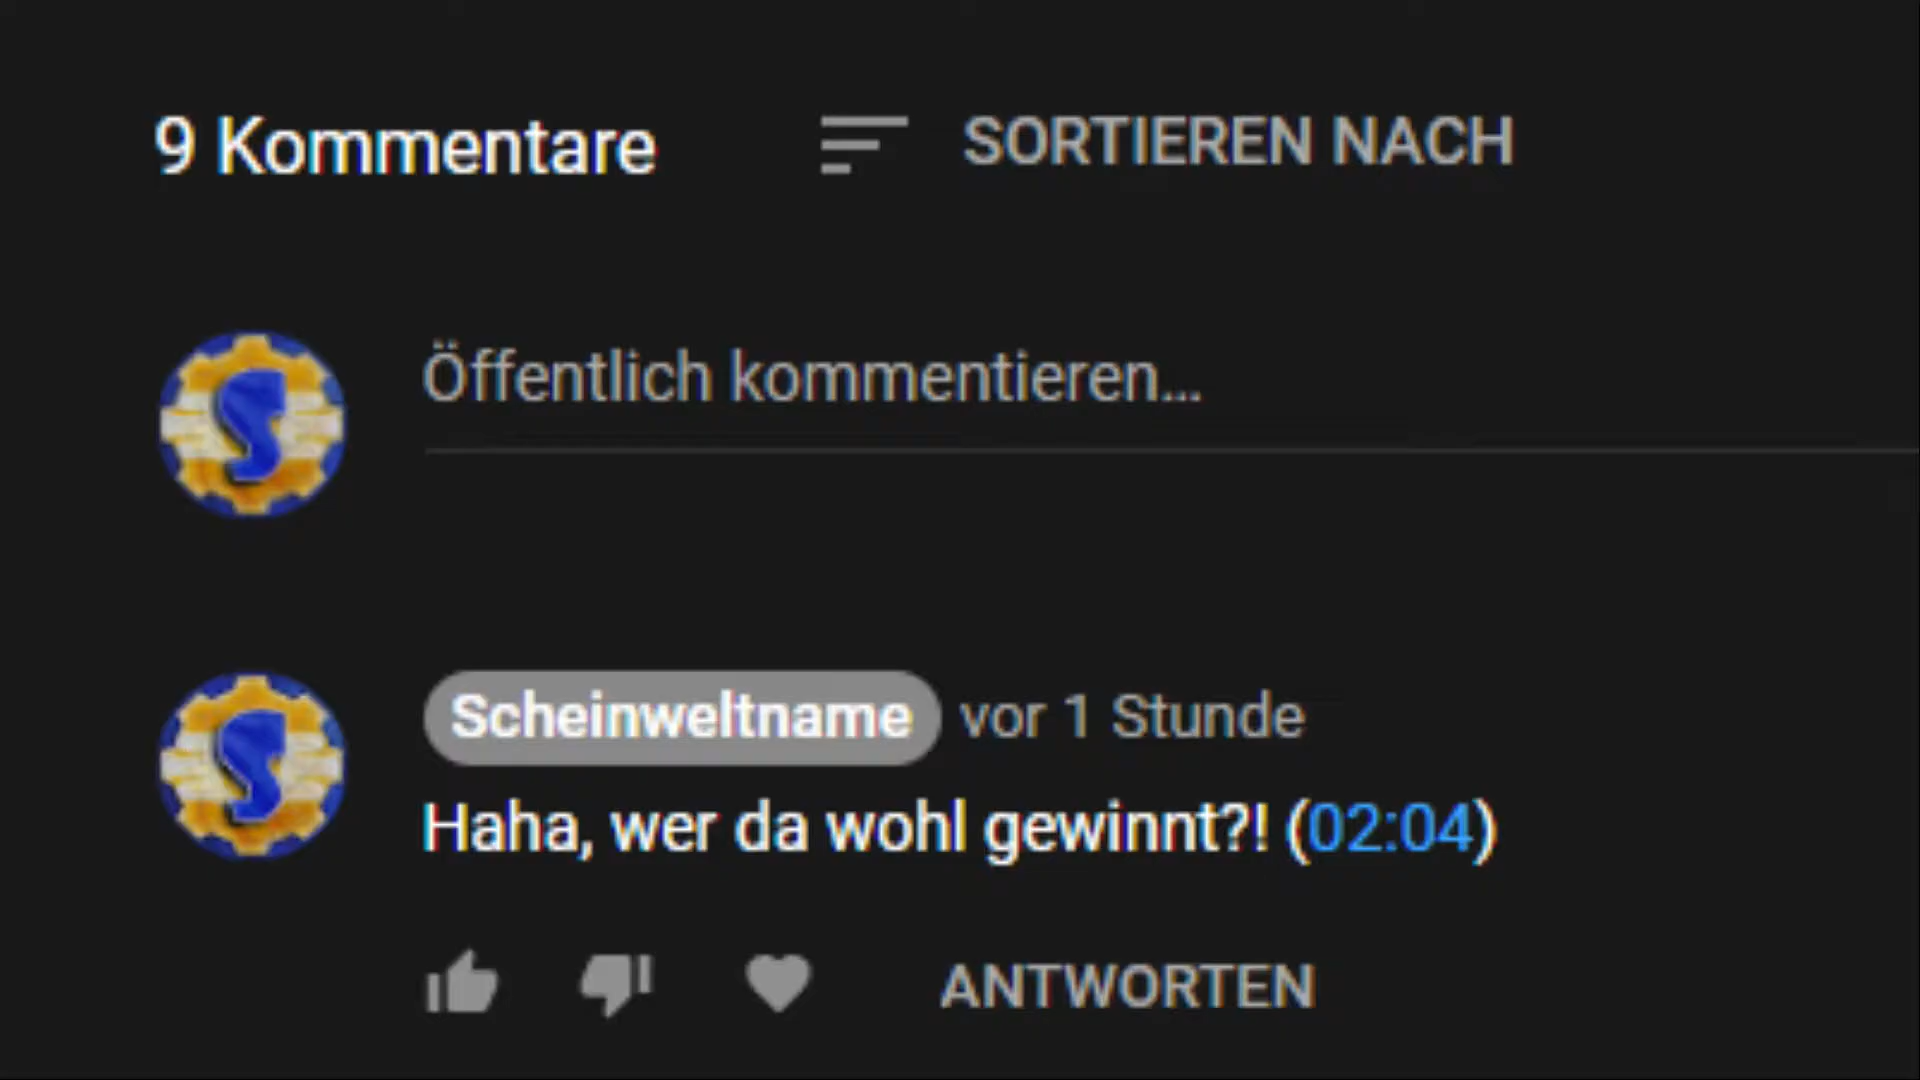 9 Kommentare
SORTIEREN NACH
Öffentlich kommentieren...
Scheinweltname vor 1 Stunde
Haha, wer da wohl gewinnt?! (02:04)
ANTWORTEN